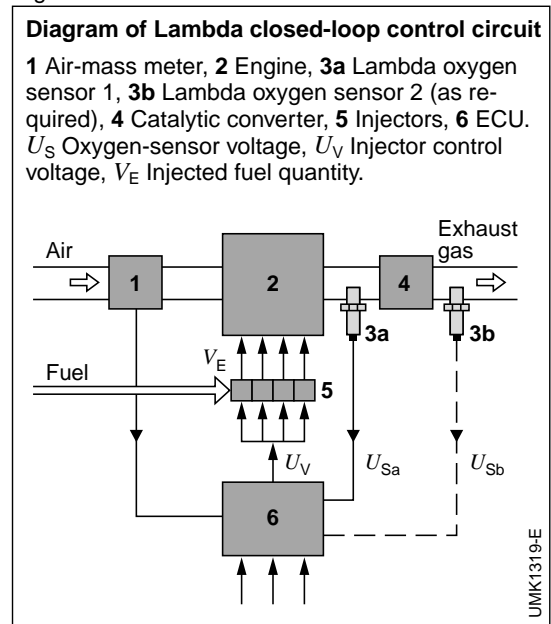 Diagram of Lambda closed-loop control circuit
1 Air-mass meter, 2 Engine, 3a Lambda oxygen
sensor 1, 3b Lambda oxygen sensor 2 (as re-
quired), 4 Catalytic converter, 5 Injectors, 6 ECU.
US Oxygen-sensor voltage, UV Injector control
voltage, VE Injected fuel quantity.
Air
Exhaust
gas
1
2
4
3a
3b
VE
Fuel
5
UV
USa
USb
6
UMK1319-E